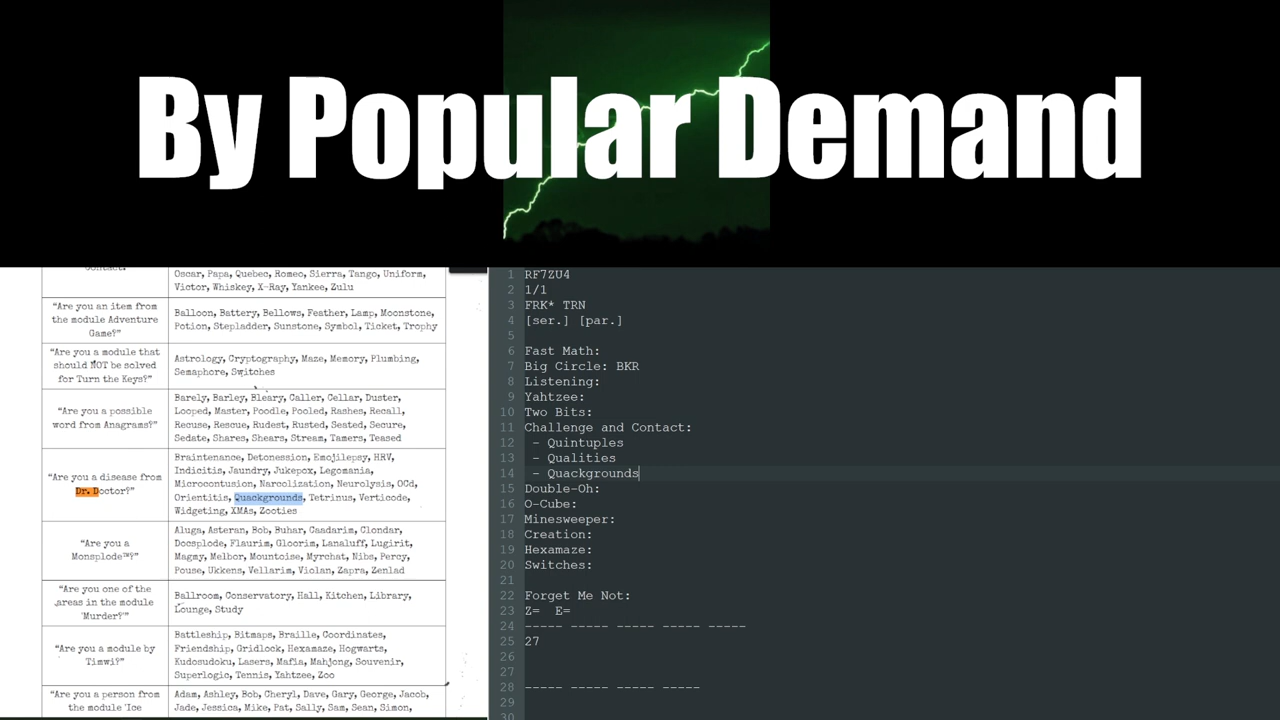 By Popular Demand
Contact?
Oscar, Papa, Quebec, Romeo, Sierra, Tango, Uniform,
Victor, Whiskey, X-Ray, Yankee, Zulu
"Are you an item from
the module Adventure
Game?"
Balloon, Battery, Bellows, Feather, Lamp, Moonstone,
Potion, Stepladder, Sunstone, Symbol, Ticket, Trophy
"Are you a module that
should NOT be solved
for Turn the Keys?"
Astrology, Cryptography, Maze, Memory, Plumbing,
Semaphore, Switches
"Are you a possible
word from Anagrams?"
Barely, Barley, Bleary, Caller, Cellar, Duster,
Looped, Master, Poodle, Pooled, Rashes, Recall,
Recuse, Rescue, Rudest, Rusted, Seated, Secure,
Sedate, Shares, Shears, Stream, Tamers, Teased
"Are you a disease from
Dr. Doctor?"
Braintenance, Detonession, Emojilepsy, HRV,
Indicitis, Jaundry, Jukepox, Legomania,
Microcontusion, Narcolization, Neurolysis, OCd,
Orientitis, Quackgrounds, Tetrinus, Verticode,
Widgeting, XMAs, Zooties
"Are you a
Monsplode™?"
Aluga, Asteran, Bob, Buhar, Caadarim, Clondar,
Docsplode, Flaurim, Gloorim, Lanaluff, Lugirit,
Magmy, Melbor, Mountoise, Myrchat, Nibs, Percy,
Pouse, Ukkens, Vellarim, Violan, Zapra, Zenlad
"Are you one of the
areas in the module
'Murder?"
Ballroom, Conservatory, Hall, Kitchen, Library,
Lounge, Study
"Are you a module by
Timwi?"
Battleship, Bitmaps, Braille, Coordinates,
Friendship, Gridlock, Hexamaze, Hogwarts,
Kudosudoku, Lasers, Mafia, Mahjong, Souvenir,
Superlogic, Tennis, Yahtzee, Zoo
"Are you a person from
the module 'Ice
Adam, Ashley, Bob, Cheryl, Dave, Gary, George, Jacob,
Jade, Jessica, Mike, Pat, Sally, Sam, Sean, Simon,
1 RF7ZU4
2 1/1
3 FRK* TRN
4 [ser.] [par.]
5
6 Fast Math:
7 Big Circle: BKR
8 Listening:
9 Yahtzee:
10 Two Bits:
11 Challenge and Contact:
12 - Quintuples
13 - Qualities
14 - Quackgrounds
15 Double-Oh:
16 O-Cube:
17 Minesweeper:
18 Creation:
19 Hexamaze:
20 Switches:
21
22 Forget Me Not:
23 Z= E=
24 ----- ----- ----- ----- -----
25 27
26
27
28 ----- ----- ----- -----
29
30